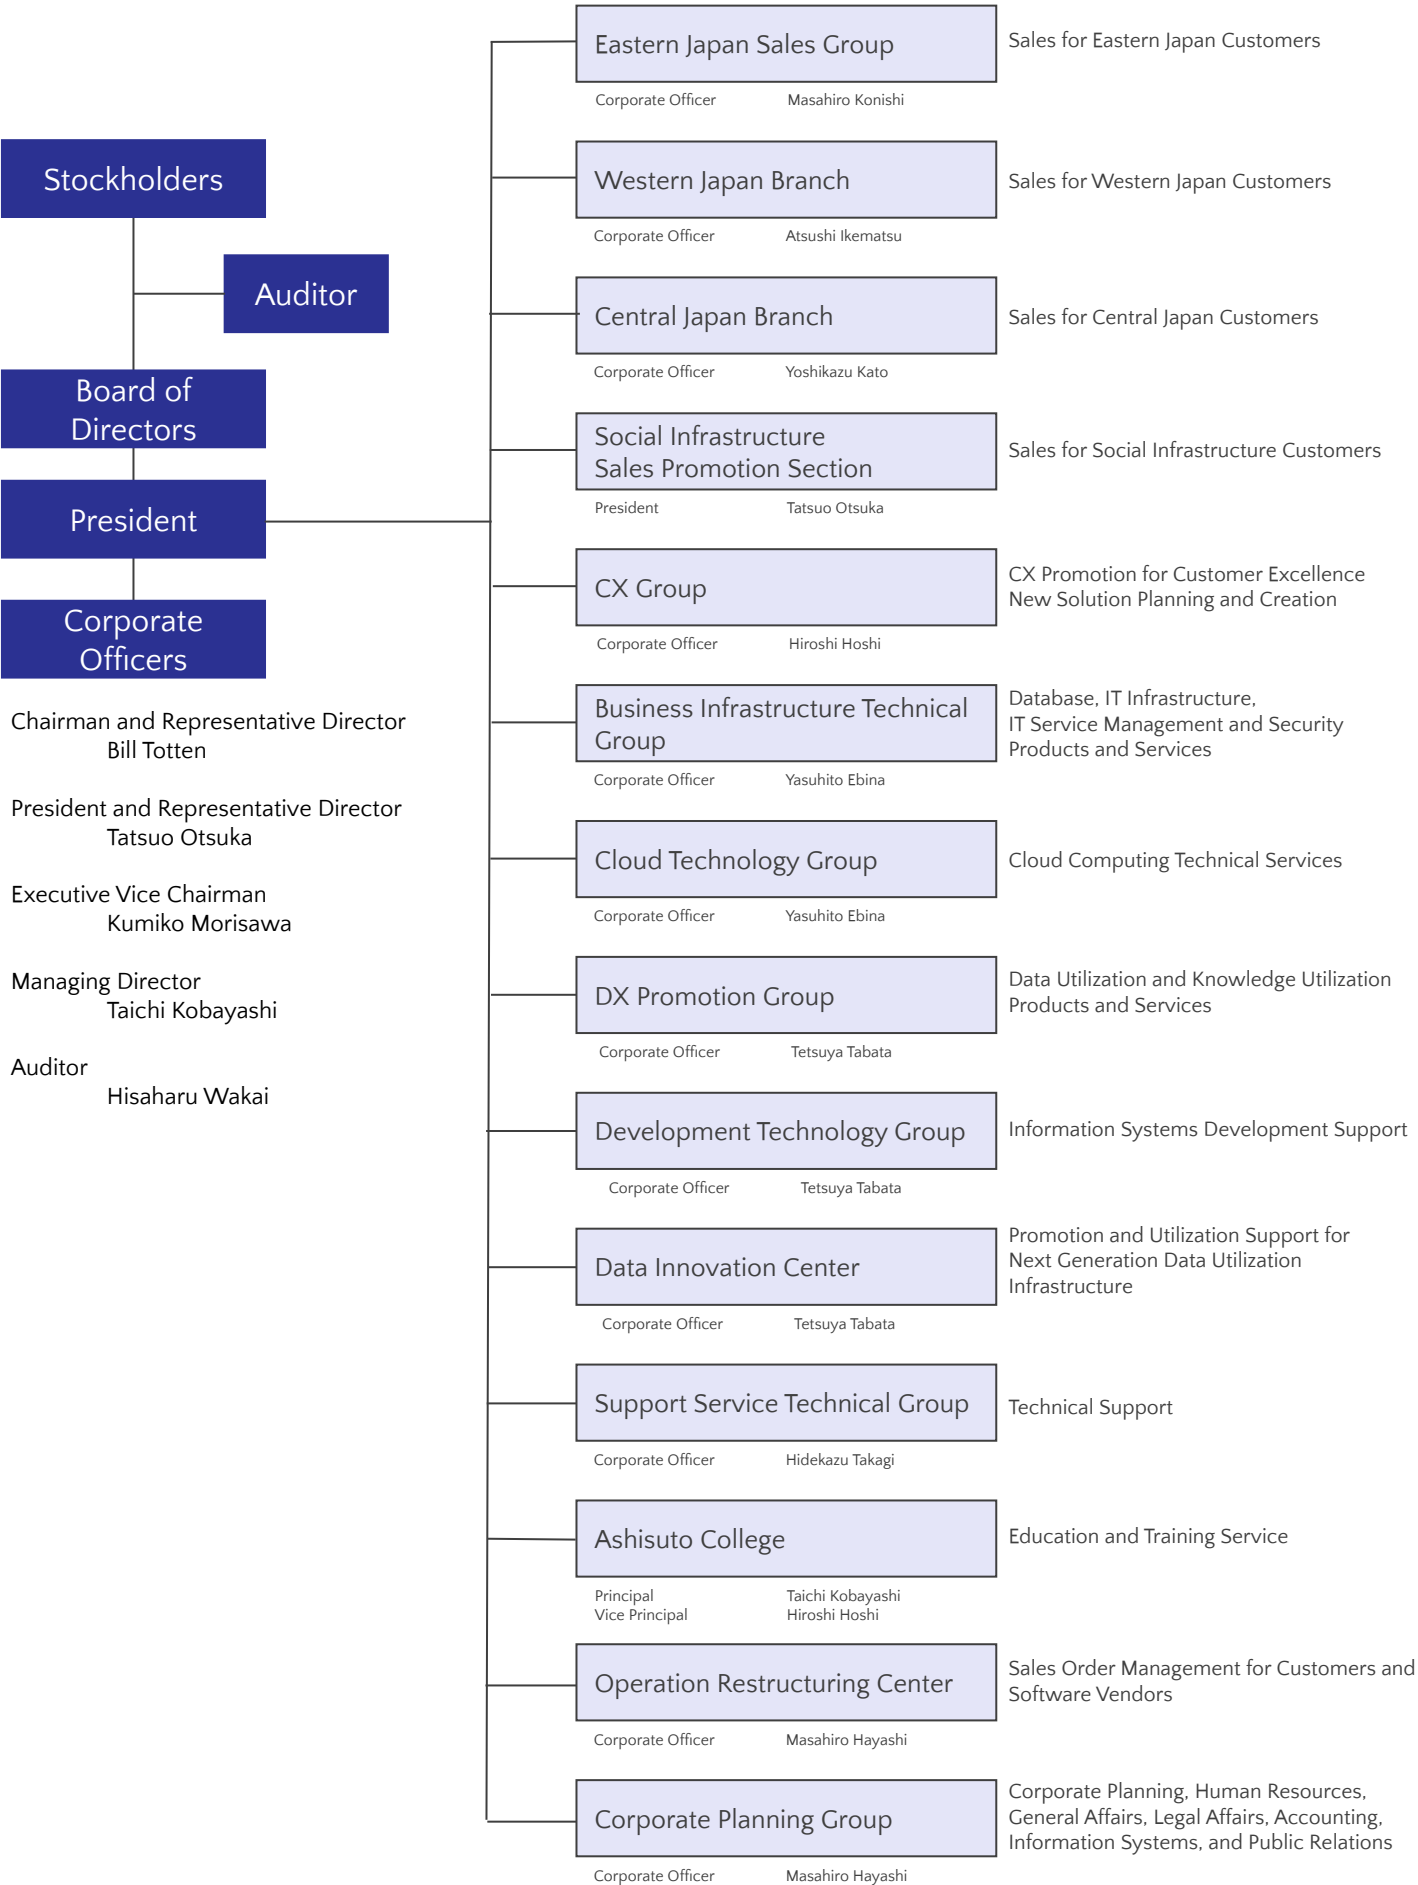 Stockholders
Auditor
Board of
Directors
President
Corporate
Officers
Chairman and Representative Director
Bill Totten
President and Representative Director
Tatsuo Otsuka
Executive Vice Chairman
Kumiko Morisawa
Managing Director
Taichi Kobayashi
Auditor
Hisaharu Wakai
Eastern Japan Sales Group
Sales for Eastern Japan Customers
Corporate Officer Masahiro Konishi
Western Japan Branch
Sales for Western Japan Customers
Corporate Officer Atsushi Ikematsu
Central Japan Branch
Sales for Central Japan Customers
Corporate Officer Yoshikazu Kato
Social Infrastructure
Sales Promotion Section
Sales for Social Infrastructure Customers
President Tatsuo Otsuka
CX Group
CX Promotion for Customer Excellence
New Solution Planning and Creation
Corporate Officer Hiroshi Hoshi
Business Infrastructure Technical
Group
Database, IT Infrastructure,
IT Service Management and Security
Products and Services
Corporate Officer Yasuhito Ebina
Cloud Technology Group
Cloud Computing Technical Services
Corporate Officer Yasuhito Ebina
DX Promotion Group
Data Utilization and Knowledge Utilization
Products and Services
Corporate Officer Tetsuya Tabata
Development Technology Group
Information Systems Development Support
Corporate Officer Tetsuya Tabata
Data Innovation Center
Promotion and Utilization Support for
Next Generation Data Utilization
Infrastructure
Corporate Officer Tetsuya Tabata
Support Service Technical Group
Technical Support
Corporate Officer Hidekazu Takagi
Ashisuto College
Education and Training Service
Principal Taichi Kobayashi
Vice Principal Hiroshi Hoshi
Operation Restructuring Center
Sales Order Management for Customers and
Software Vendors
Corporate Officer Masahiro Hayashi
Corporate Planning Group
Corporate Planning, Human Resources,
General Affairs, Legal Affairs, Accounting,
Information Systems, and Public Relations
Corporate Officer Masahiro Hayashi